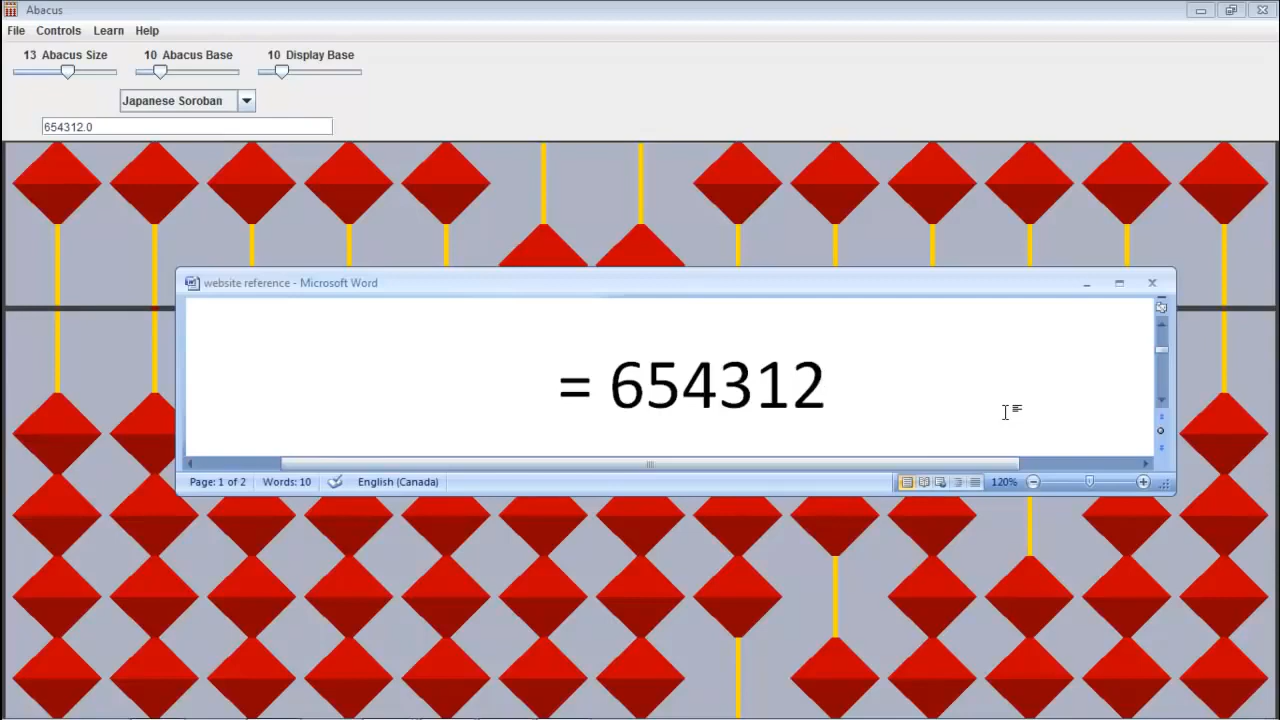 Abacus
File Controls Learn Help
13 Abacus Size 10 Abacus Base 10 Display Base
Japanese Soroban
654312.0
website reference - Microsoft Word
= 654312
Page: 1 of 2 Words: 10 English (Canada) 120%